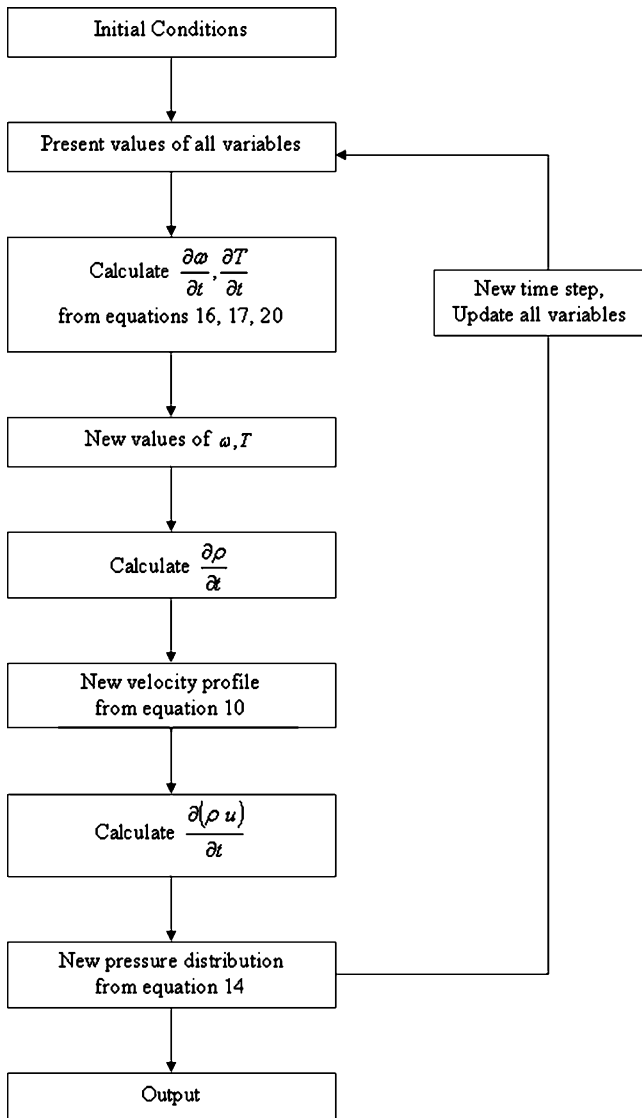 Initial Conditions
Present values of all variables
Calculate ∂ω/∂t, ∂T/∂t
from equations 16, 17, 20
New values of ω, T
Calculate ∂ρ/∂t
New velocity profile
from equation 10
Calculate ∂(ρ u)/∂t
New pressure distribution
from equation 14
Output
New time step,
Update all variables